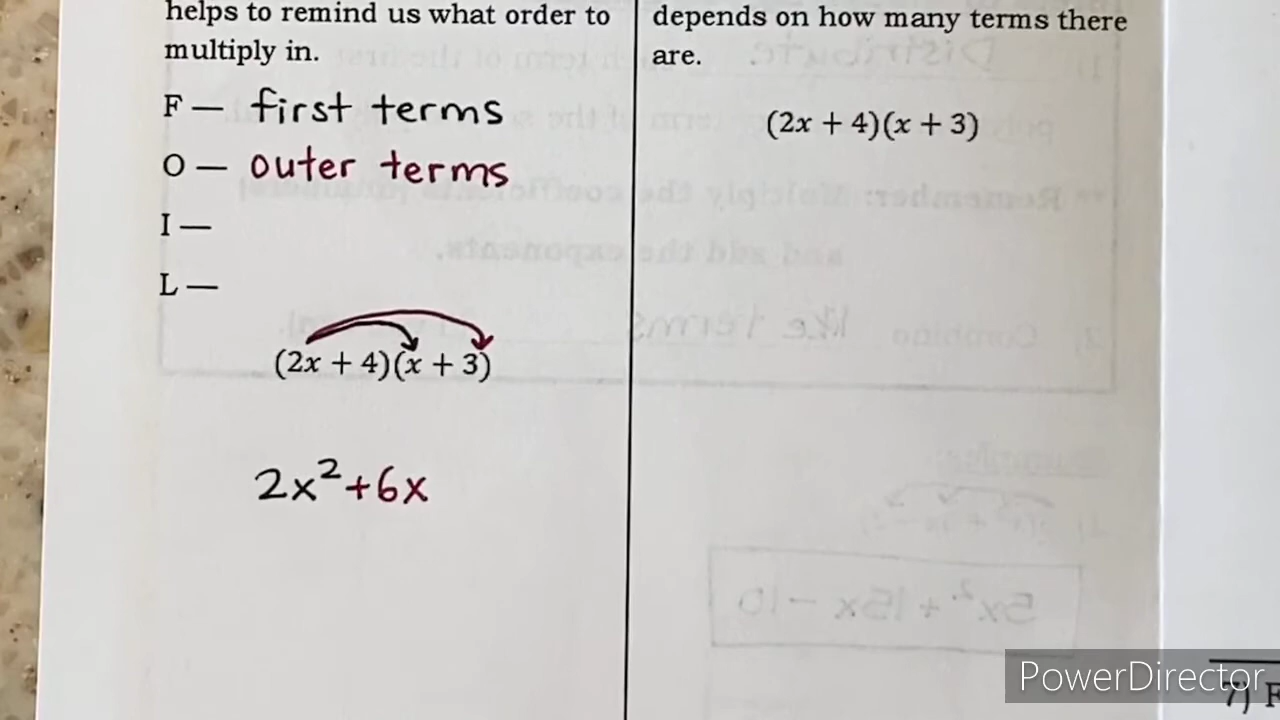 helps to remind us what order to
multiply in.
F — first terms
O — outer terms
I —
L —
(2x + 4)(x + 3)
2x² + 6x
depends on how many terms there
are.
(2x + 4)(x + 3)
PowerDirector
7) F